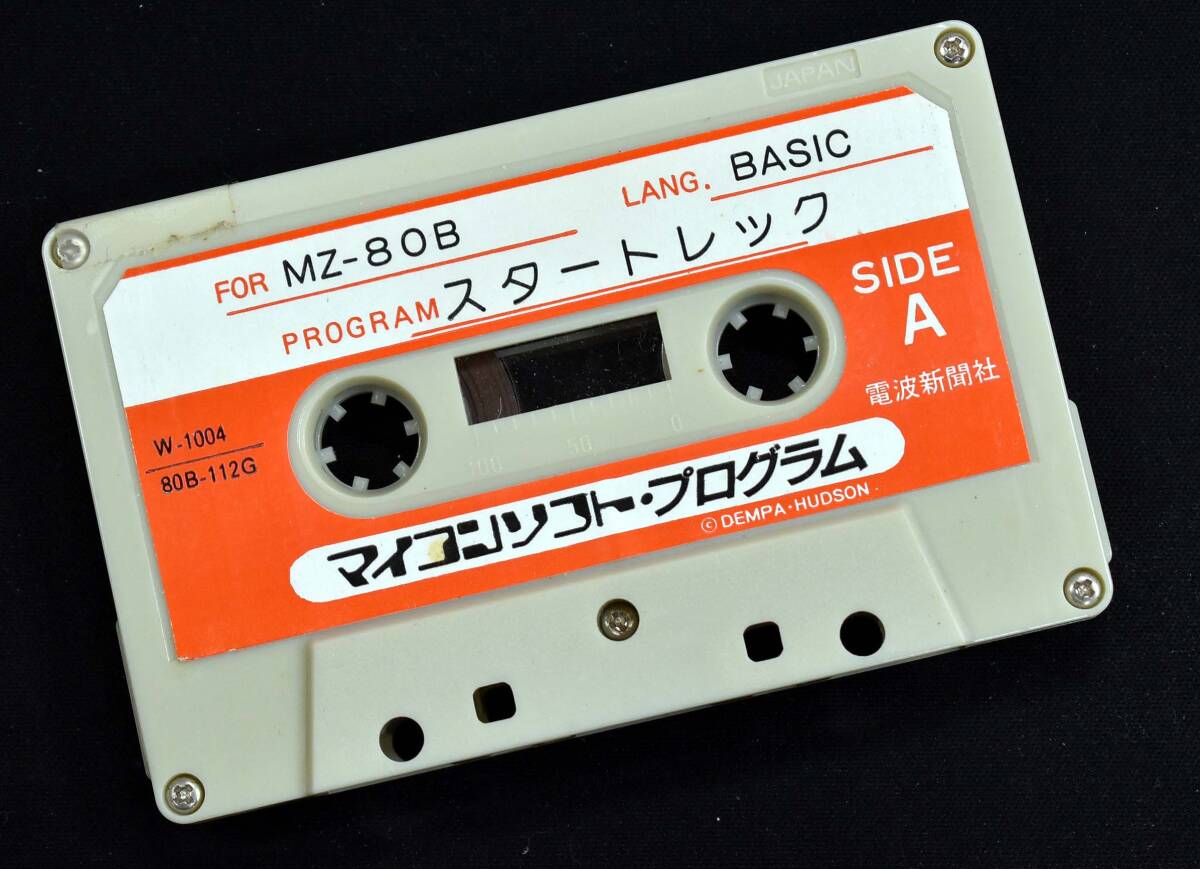 JAPAN
FOR MZ-80B
LANG. BASIC
PROGRAM スタートレック
SIDE
A
電波新聞社
W-1004
80B-112G
100 50 0
マイコンソフト・プログラム
©DEMPA・HUDSON